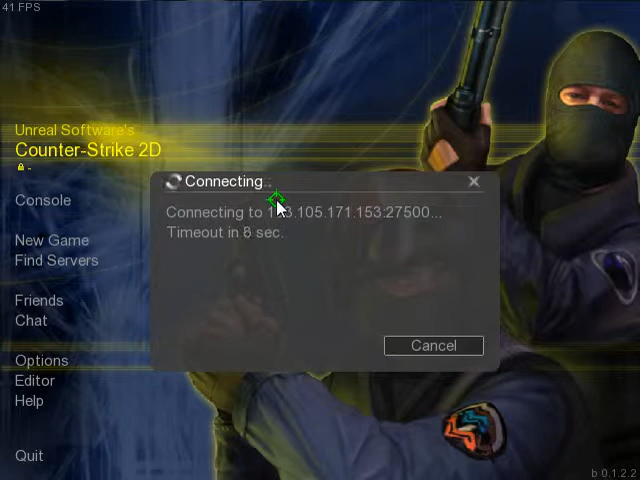 41 FPS
Unreal Software's
Counter-Strike 2D
-
Connecting...
Connecting to
Timeout in 8 sec.
Console
New Game
Find Servers
Friends
Chat
Cancel
Options
Editor
Help
Quit
b 0.1.2.2